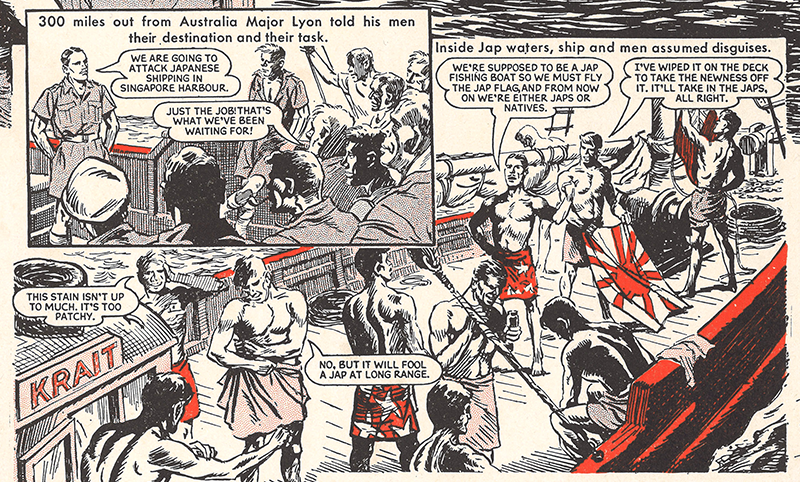 300 miles out from Australia Major Lyon told his men
their destination and their task.
WE ARE GOING TO
ATTACK JAPANESE
SHIPPING IN
SINGAPORE HARBOUR.
JUST THE JOB! THAT'S
WHAT WE'VE BEEN
WAITING FOR!
Inside Jap waters, ship and men assumed disguises.
WE'RE SUPPOSED TO BE A JAP
FISHING BOAT SO WE MUST FLY
THE JAP FLAG, AND FROM NOW
ON WE'RE EITHER JAPS OR
NATIVES.
I'VE WIPED IT ON THE DECK
TO TAKE THE NEWNESS OFF
IT. IT'LL TAKE IN THE JAPS,
ALL RIGHT.
THIS STAIN ISN'T UP
TO MUCH. IT'S TOO
PATCHY.
NO, BUT IT WILL FOOL
A JAP AT LONG RANGE.
KRAIT